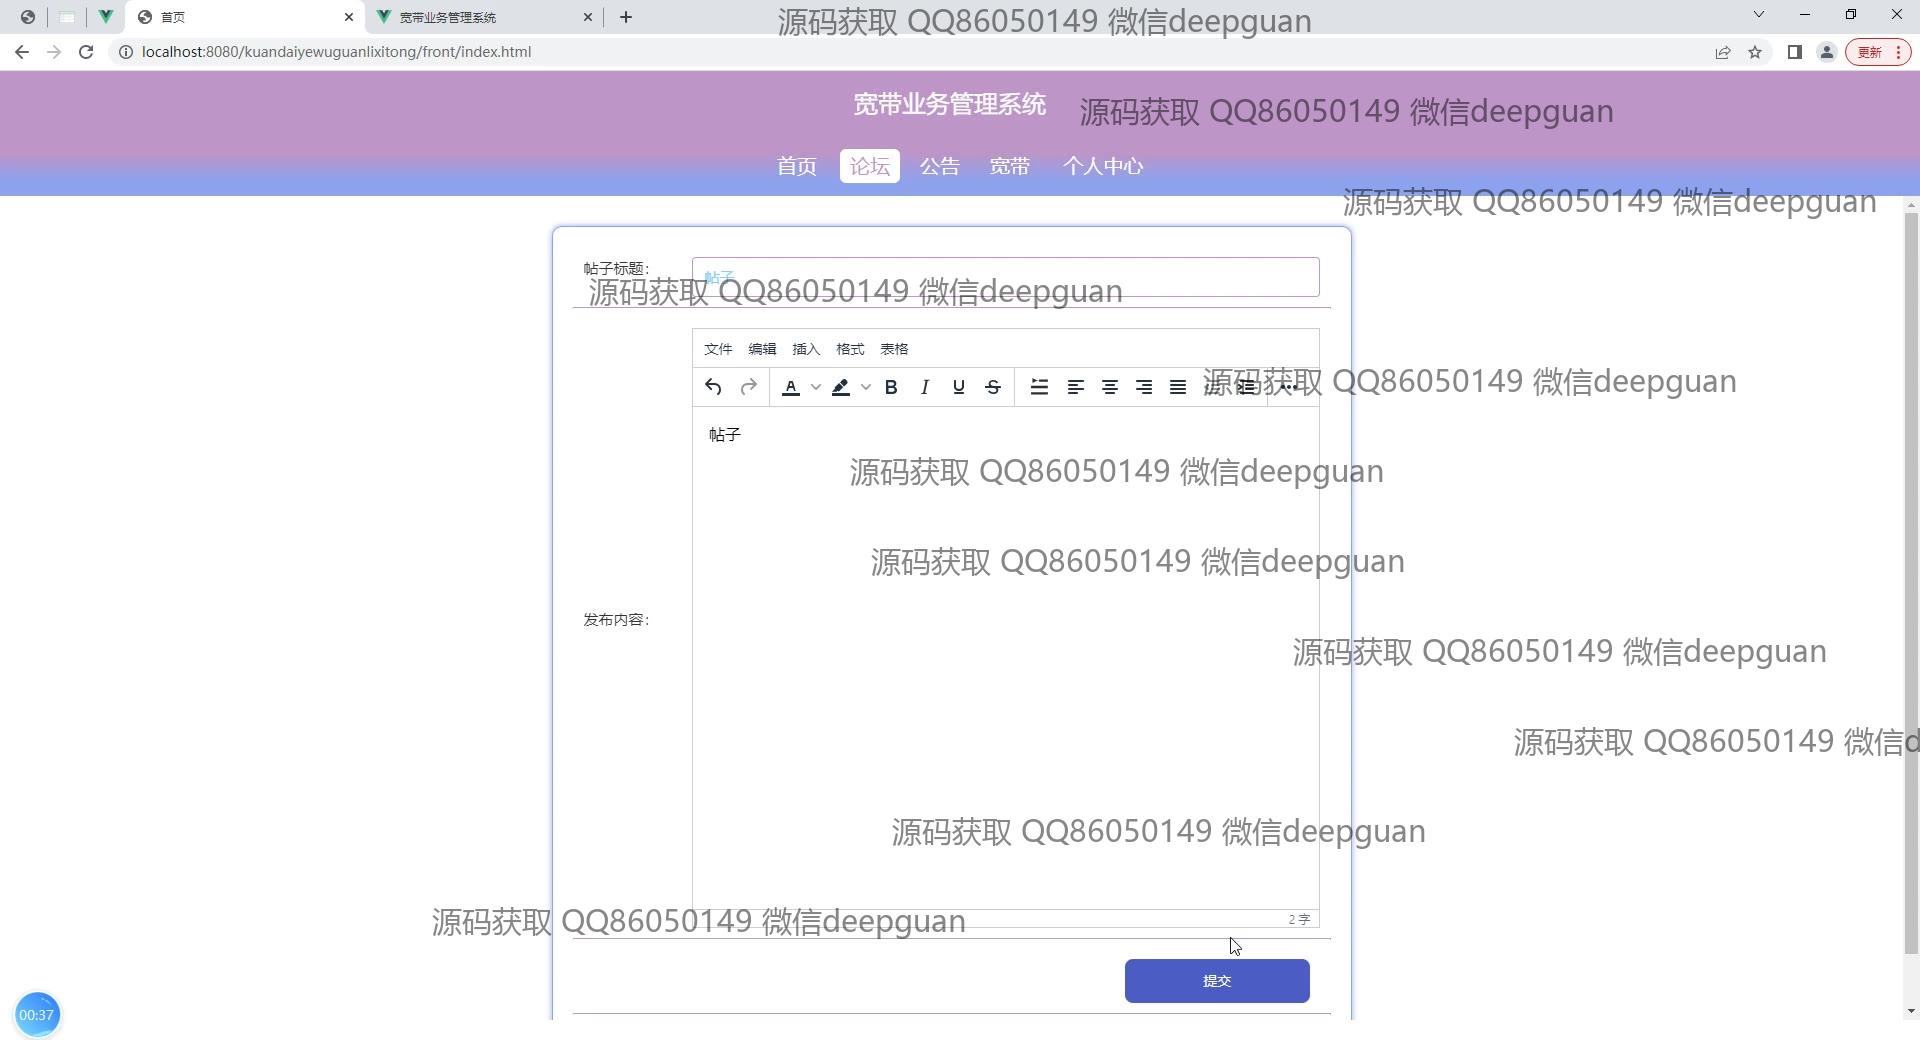 首页
宽带业务管理系统
源码获取 QQ86050149 微信deepguan
localhost:8080/kuandaiyewuguanlixitong/front/index.html
更新
宽带业务管理系统
源码获取 QQ86050149 微信deepguan
首页 论坛 公告 宽带 个人中心
源码获取 QQ86050149 微信deepguan
帖子标题：
帖子
源码获取 QQ86050149 微信deepguan
文件 编辑 插入 格式 表格
源码获取 QQ86050149 微信deepguan
帖子
源码获取 QQ86050149 微信deepguan
源码获取 QQ86050149 微信deepguan
发布内容：
源码获取 QQ86050149 微信deepguan
源码获取 QQ86050149 微信d
源码获取 QQ86050149 微信deepguan
源码获取 QQ86050149 微信deepguan
2 字
提交
00:37